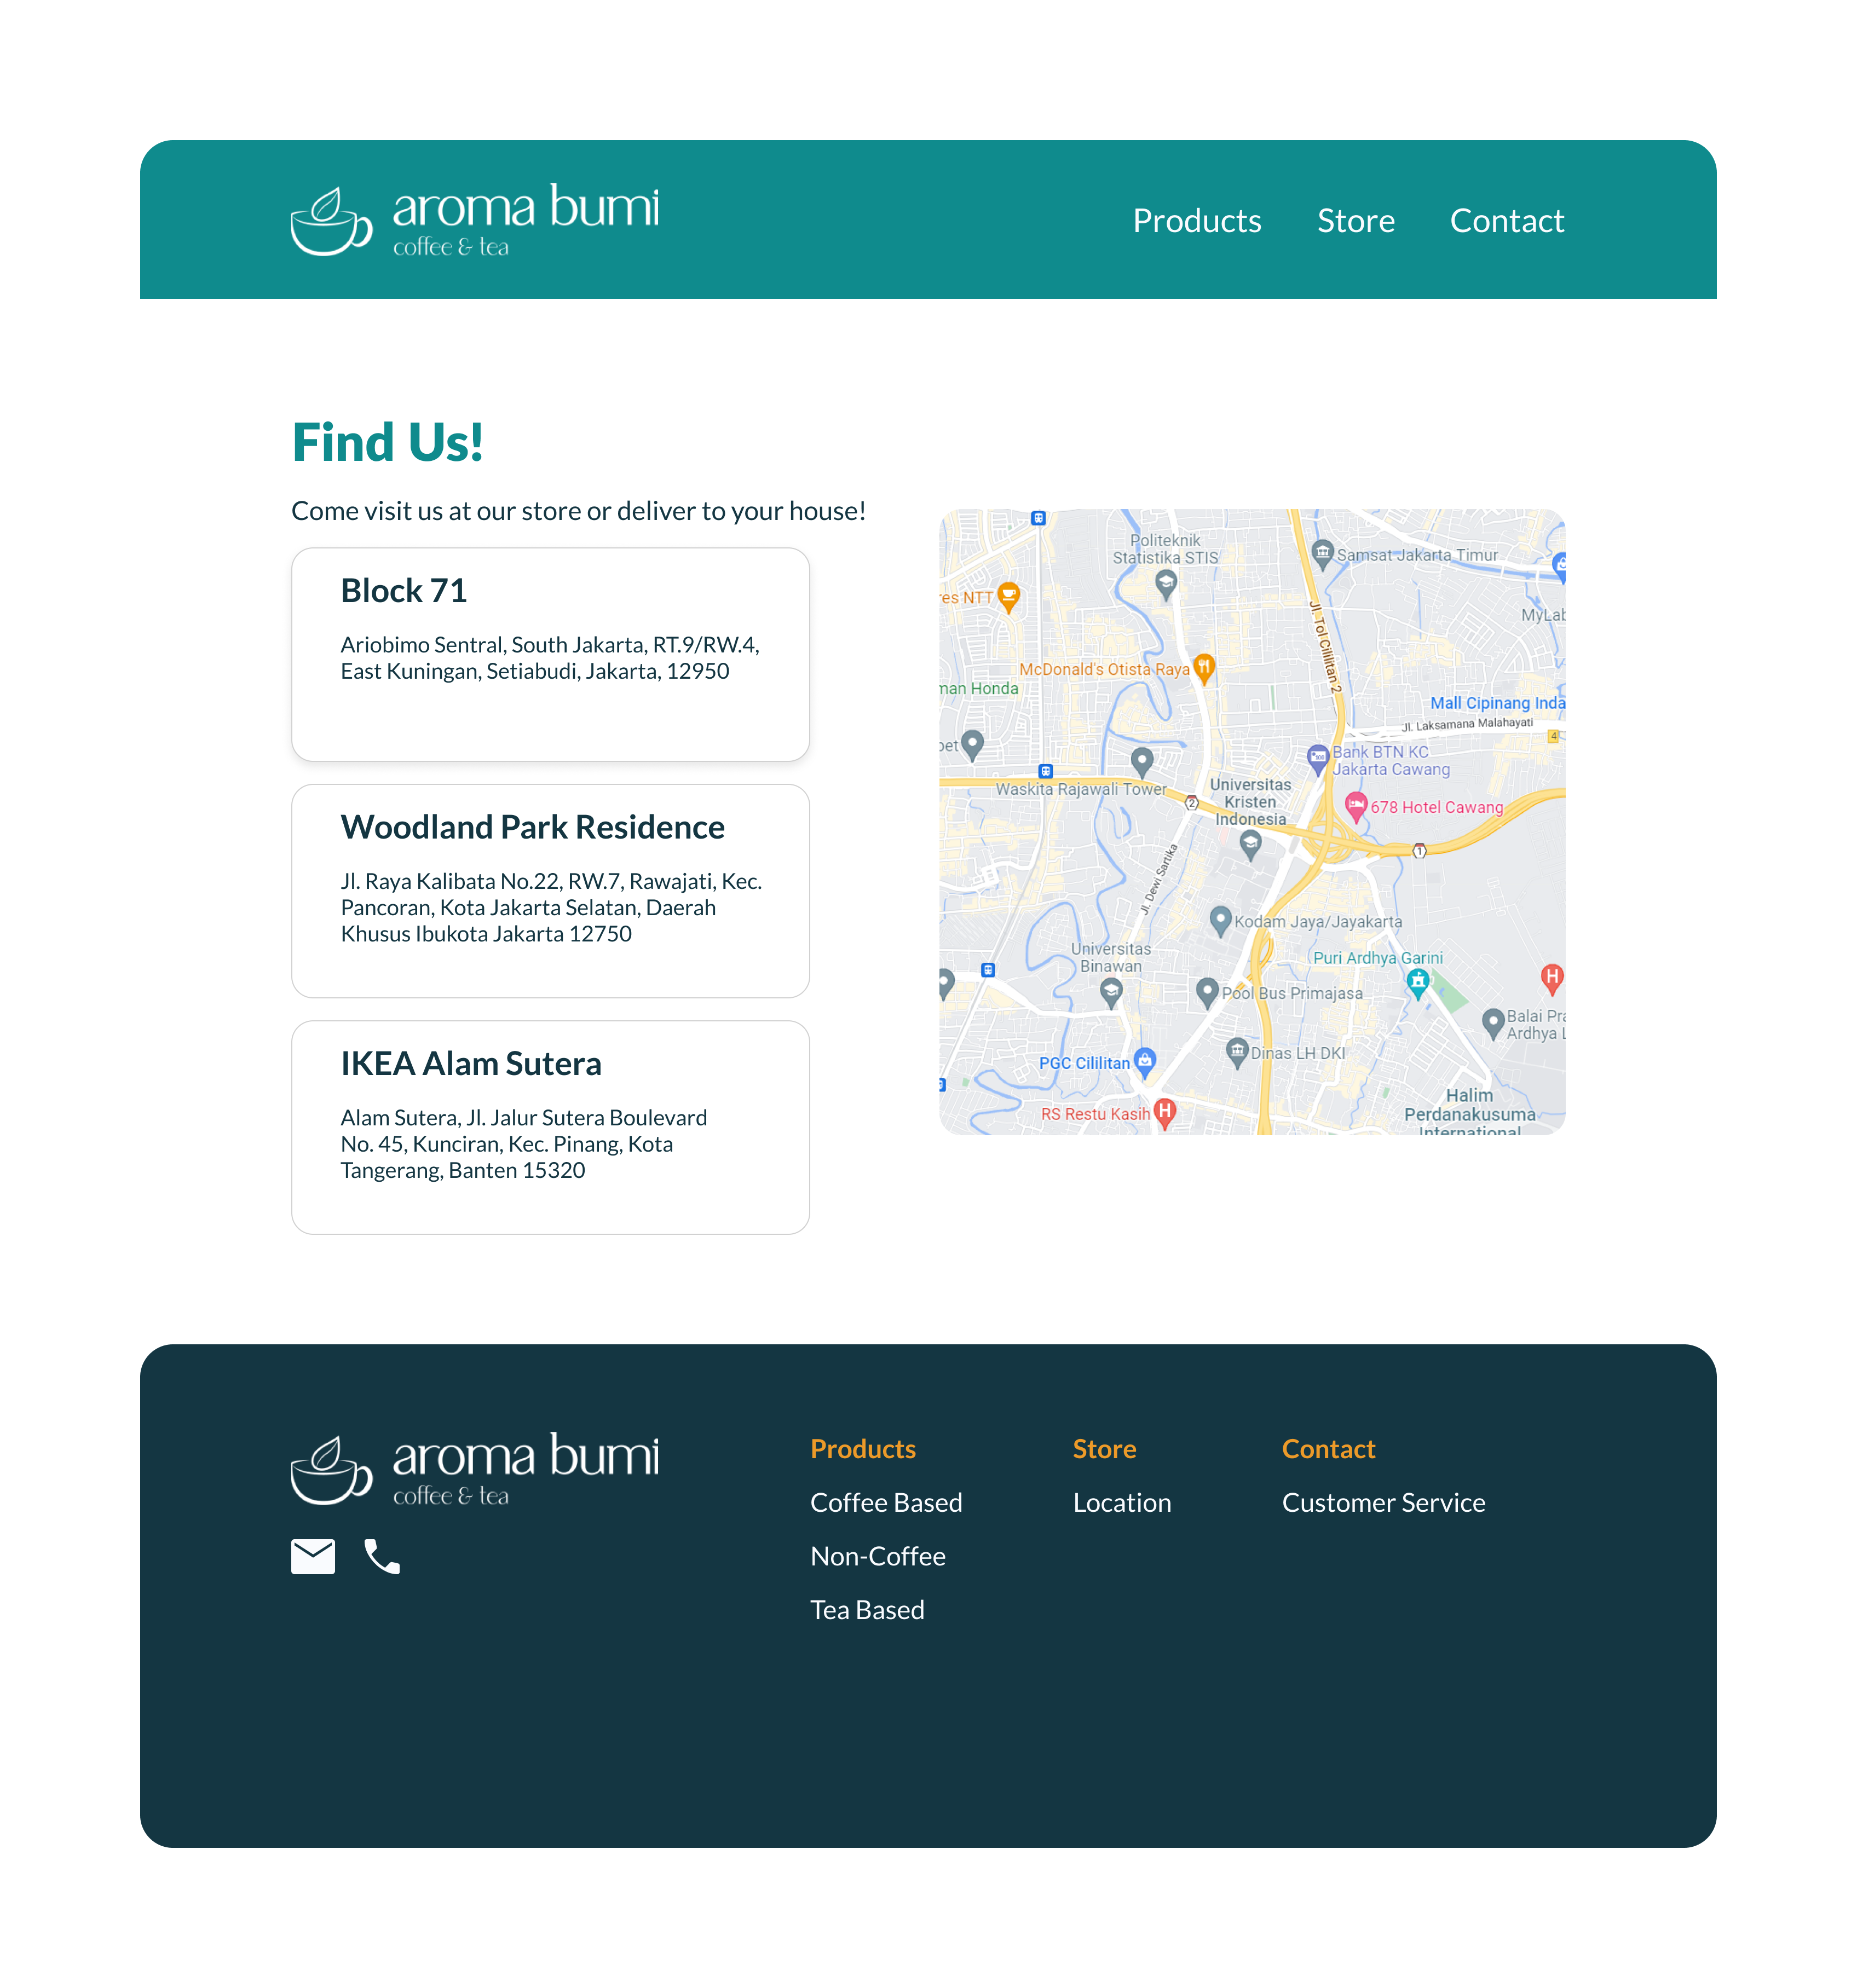 aroma bumi
coffee & tea
Products
Store
Contact
Find Us!
Come visit us at our store or deliver to your house!
Block 71
Ariobimo Sentral, South Jakarta, RT.9/RW.4,
East Kuningan, Setiabudi, Jakarta, 12950
Woodland Park Residence
Jl. Raya Kalibata No.22, RW.7, Rawajati, Kec.
Pancoran, Kota Jakarta Selatan, Daerah
Khusus Ibukota Jakarta 12750
IKEA Alam Sutera
Alam Sutera, Jl. Jalur Sutera Boulevard
No. 45, Kunciran, Kec. Pinang, Kota
Tangerang, Banten 15320
Politeknik
Statistika STIS
Samsat Jakarta Timur
res NTT
MyLab
Jl. Tol Cililitan 2
McDonald's Otista Raya
man Honda
Mall Cipinang Inda
Jl. Laksamana Malahayati
4
bet
Bank BTN KC
Jakarta Cawang
Waskita Rajawali Tower
Universitas
Kristen
Indonesia
2
678 Hotel Cawang
1
Jl. Dewi Sartika
Kodam Jaya/Jayakarta
Universitas
Binawan
Puri Ardhya Garini
H
Pool Bus Primajasa
Balai Pra
Ardhya L
Dinas LH DKI
PGC Cililitan
RS Restu Kasih
H
Halim
Perdanakusuma
International
aroma bumi
coffee & tea
Products
Coffee Based
Non-Coffee
Tea Based
Store
Location
Contact
Customer Service